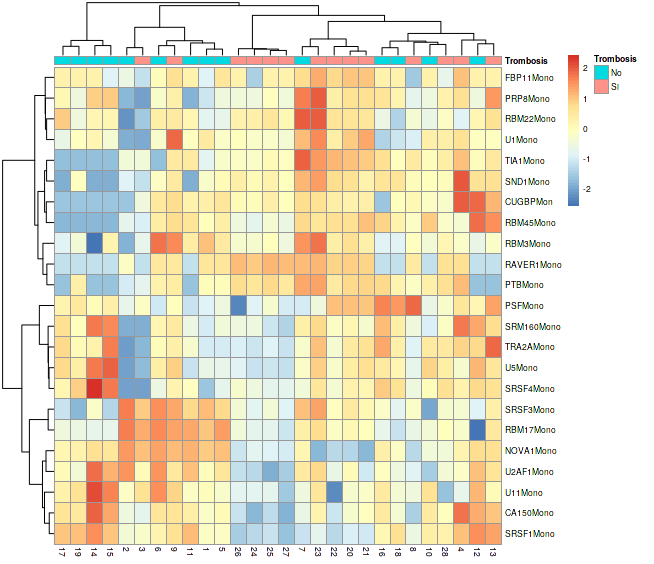 Trombosis
FBP11Mono
PRP8Mono
RBM22Mono
U1Mono
TIA1Mono
SND1Mono
CUGBPMon
RBM45Mono
RBM3Mono
RAVER1Mono
PTBMono
PSFMono
SRM160Mono
TRA2AMono
U5Mono
SRSF4Mono
SRSF3Mono
RBM17Mono
NOVA1Mono
U2AF1Mono
U11Mono
CA150Mono
SRSF1Mono
17 19 14 15 2 3 6 9 11 1 5 26 24 25 27 7 23 22 20 21 16 18 8 10 28 4 12 13
2
1
0
-1
-2
Trombosis
No
SI